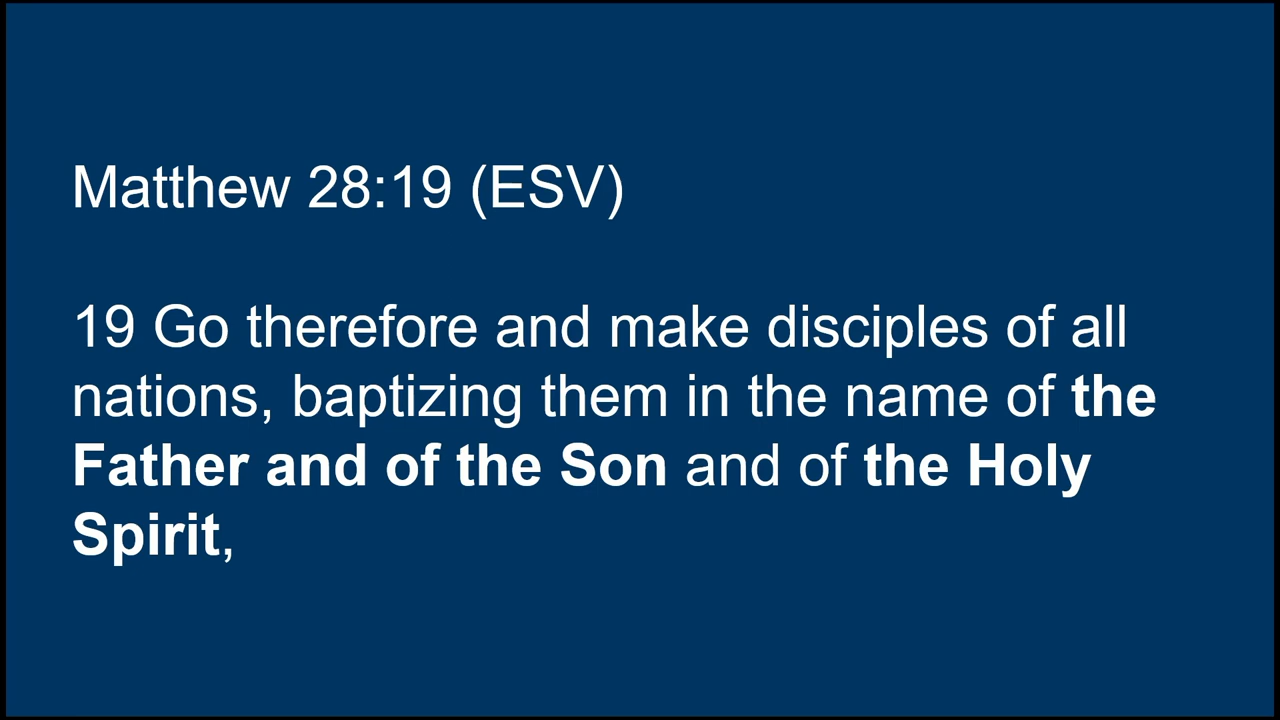 Matthew 28:19 (ESV)
19 Go therefore and make disciples of all
nations, baptizing them in the name of the
Father and of the Son and of the Holy
Spirit,